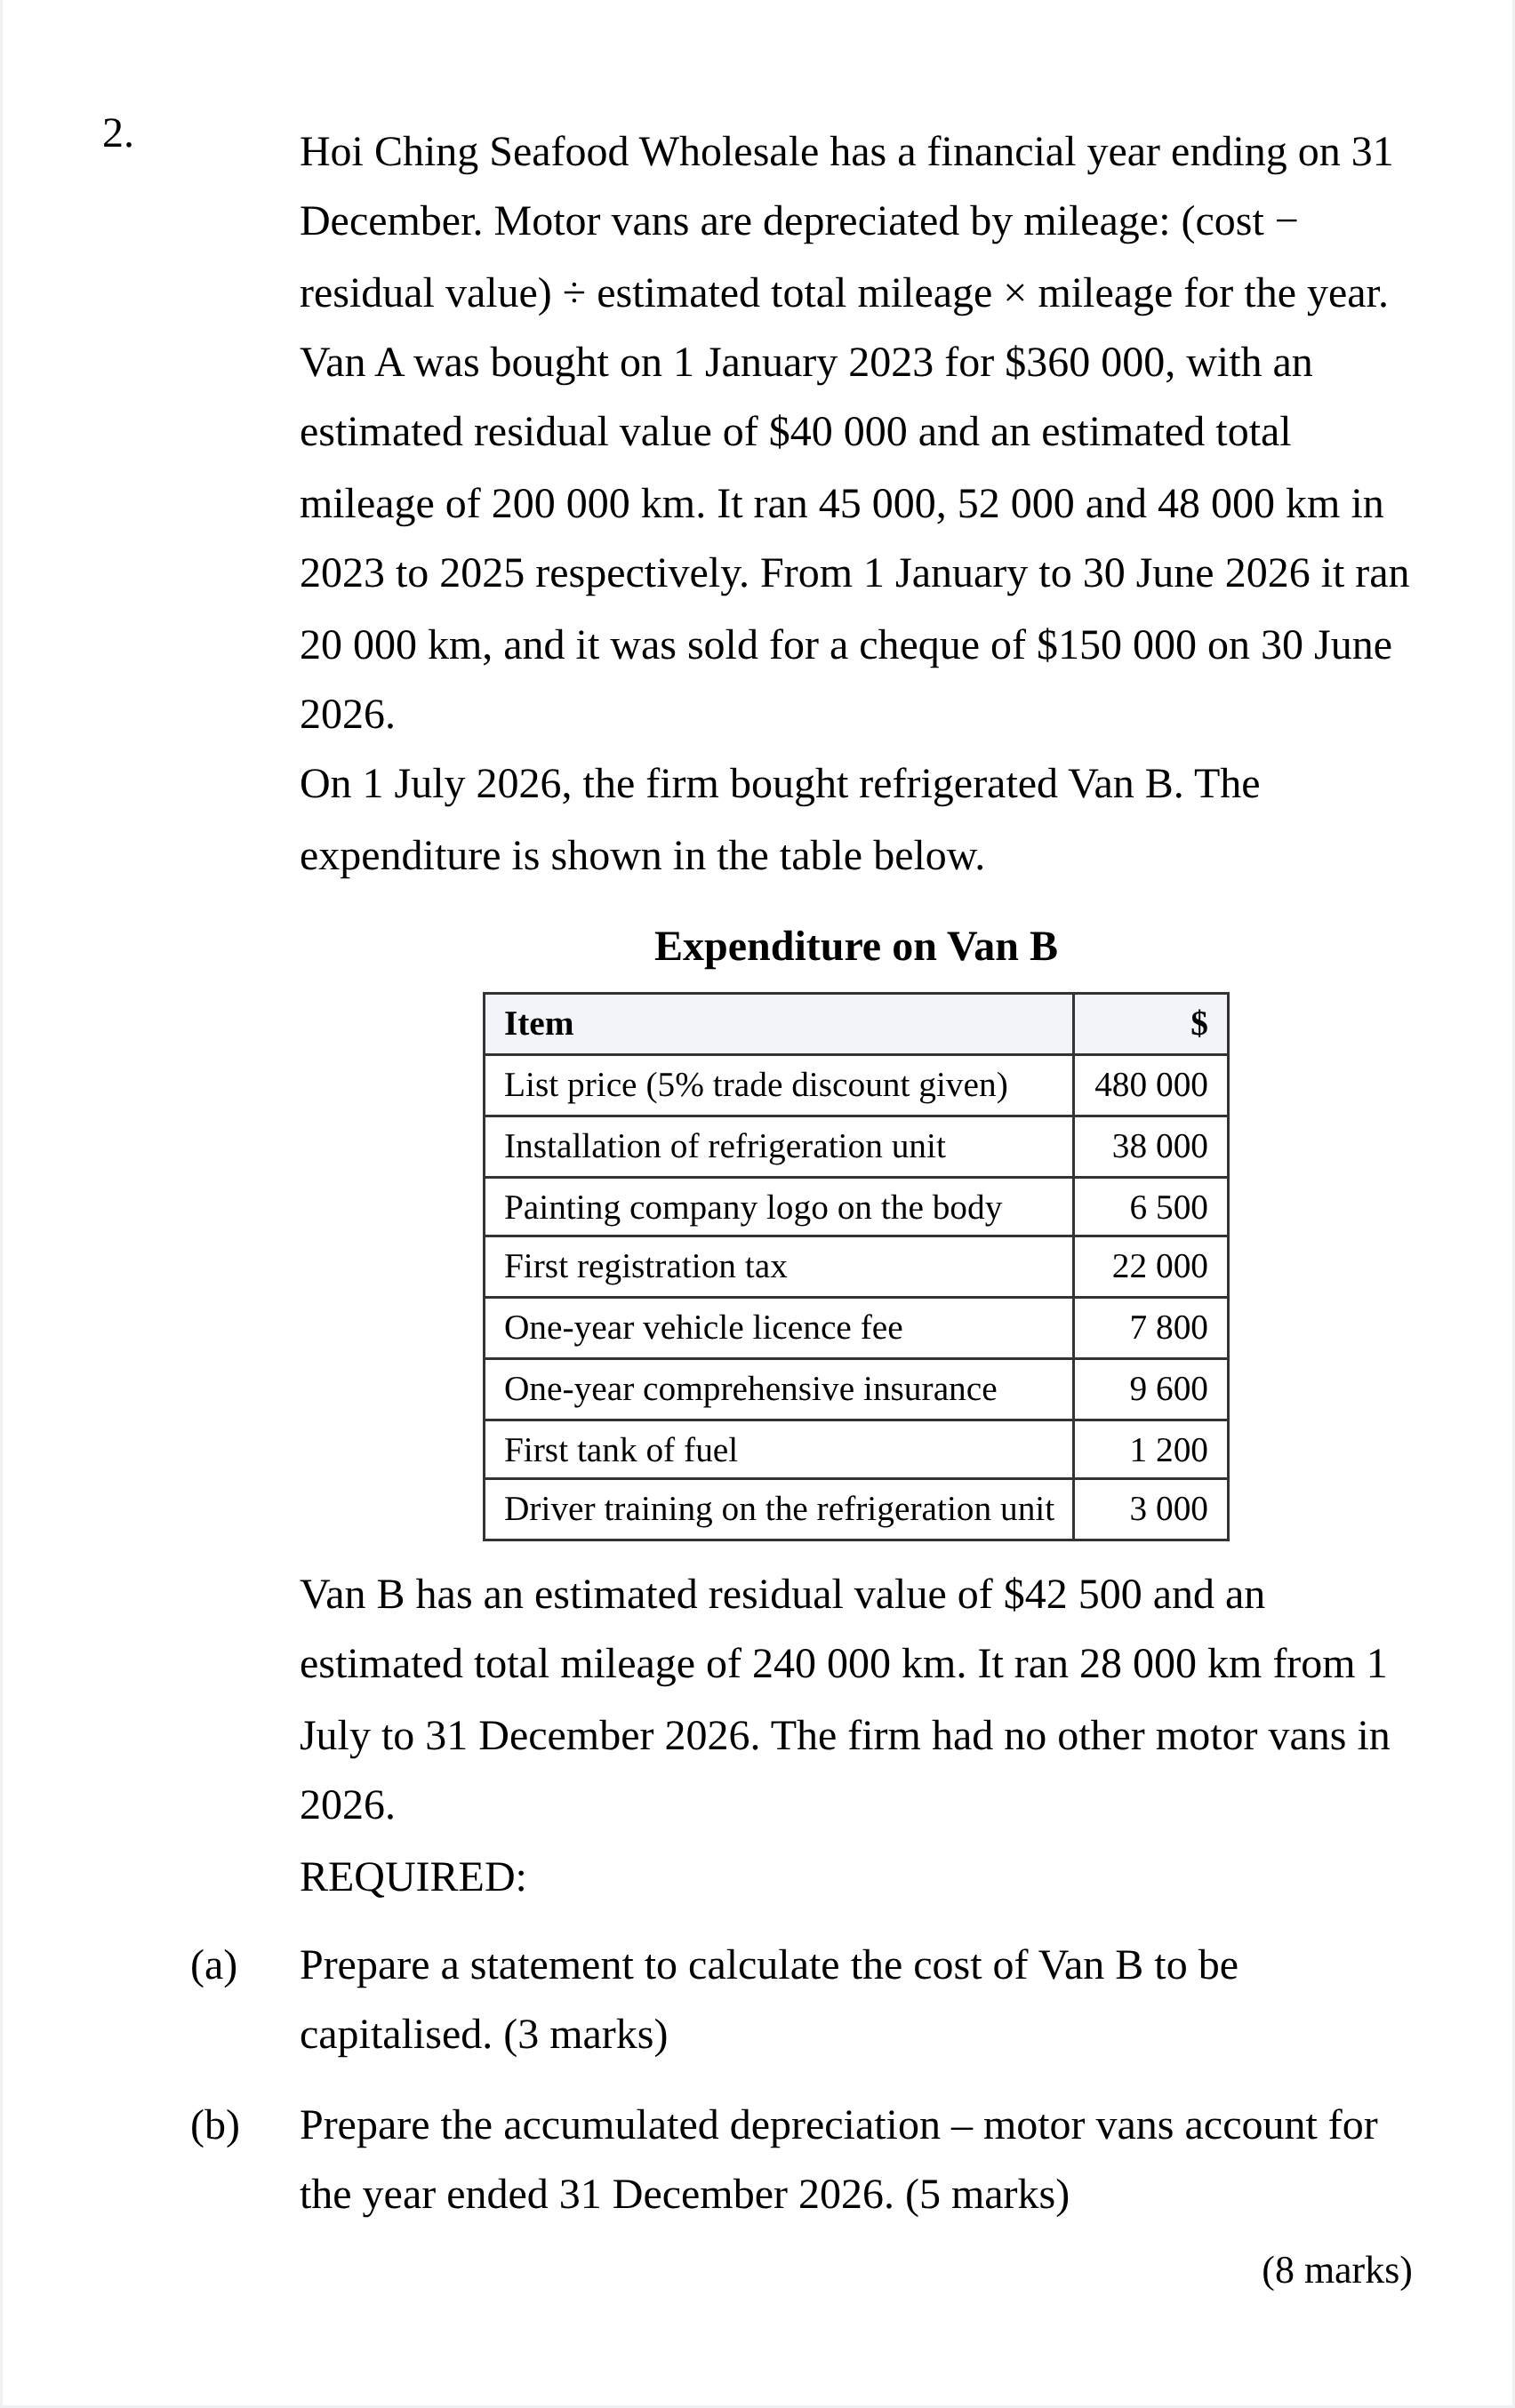 2.
Hoi Ching Seafood Wholesale has a financial year ending on 31
December. Motor vans are depreciated by mileage: (cost −
residual value) ÷ estimated total mileage × mileage for the year.
Van A was bought on 1 January 2023 for $360 000, with an
estimated residual value of $40 000 and an estimated total
mileage of 200 000 km. It ran 45 000, 52 000 and 48 000 km in
2023 to 2025 respectively. From 1 January to 30 June 2026 it ran
20 000 km, and it was sold for a cheque of $150 000 on 30 June
2026.
On 1 July 2026, the firm bought refrigerated Van B. The
expenditure is shown in the table below.
Expenditure on Van B
Item $
List price (5% trade discount given) 480 000
Installation of refrigeration unit 38 000
Painting company logo on the body 6 500
First registration tax 22 000
One-year vehicle licence fee 7 800
One-year comprehensive insurance 9 600
First tank of fuel 1 200
Driver training on the refrigeration unit 3 000
Van B has an estimated residual value of $42 500 and an
estimated total mileage of 240 000 km. It ran 28 000 km from 1
July to 31 December 2026. The firm had no other motor vans in
2026.
REQUIRED:
(a) Prepare a statement to calculate the cost of Van B to be
capitalised. (3 marks)
(b) Prepare the accumulated depreciation – motor vans account for
the year ended 31 December 2026. (5 marks)
(8 marks)